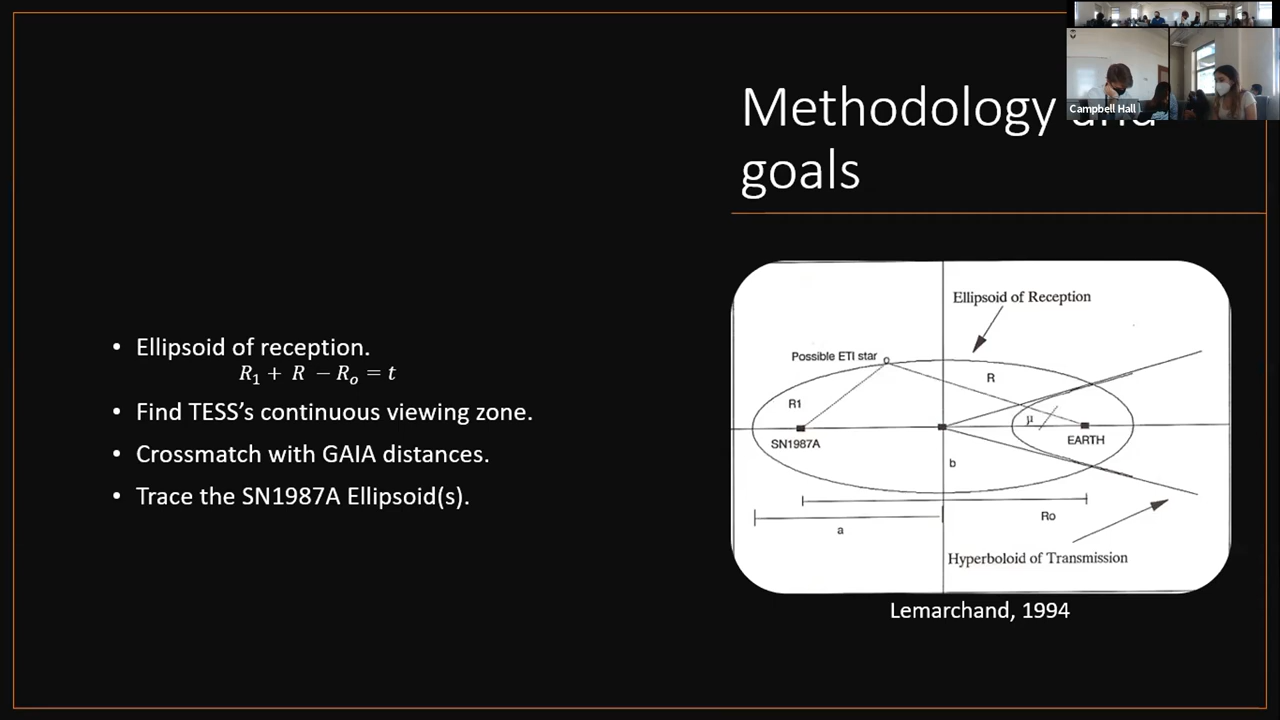 Methodology and
goals
Campbell Hall
• Ellipsoid of reception.
R₁ + R − Rₒ = t
• Find TESS's continuous viewing zone.
• Crossmatch with GAIA distances.
• Trace the SN1987A Ellipsoid(s).
Ellipsoid of Reception
Possible ETI star
R
R1
μ
SN1987A
EARTH
b
Ro
a
Hyperboloid of Transmission
Lemarchand, 1994